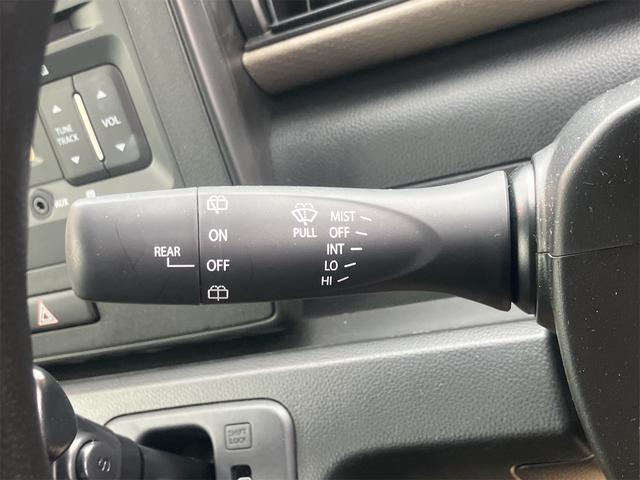 TUNE
TRACK
VOL
AUX
REAR
ON
OFF
PULL
MIST
OFF
INT
LO
HI
SHIFT
LOCK
S